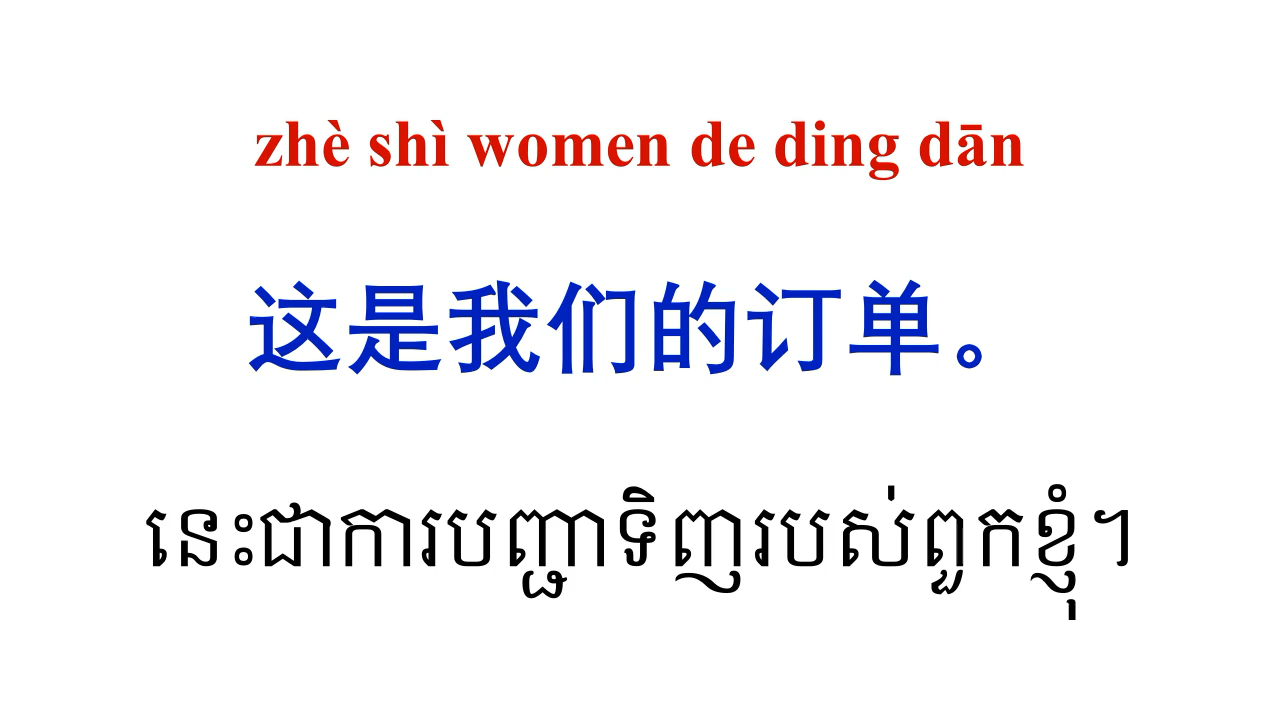 zhè shì women de ding dān
这是我们的订单。
នេះជាការបញ្ជាទិញរបស់ពួកខ្ញុំ។